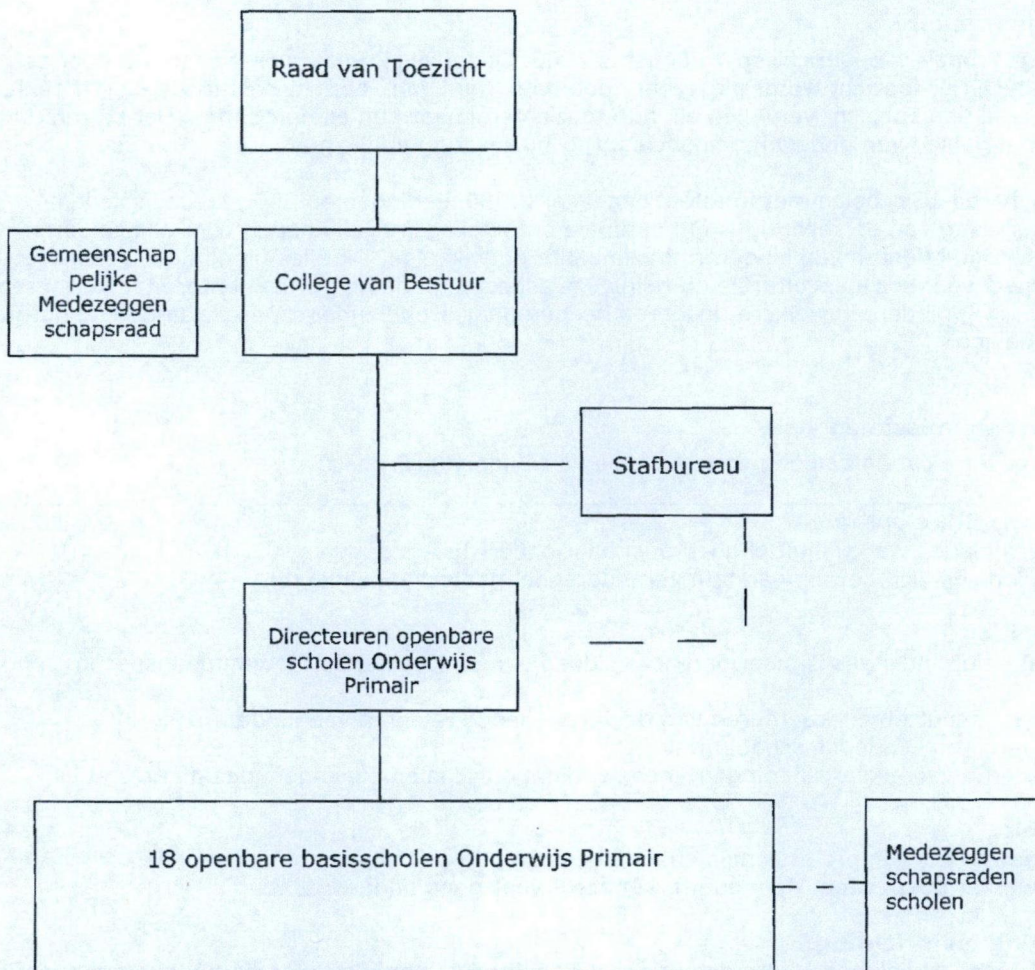 Raad van Toezicht
Gemeenschap
pelijke
Medezeggen
schapsraad
College van Bestuur
Stafbureau
Directeuren openbare
scholen Onderwijs
Primair
18 openbare basisscholen Onderwijs Primair
Medezeggen
schapsraden
scholen